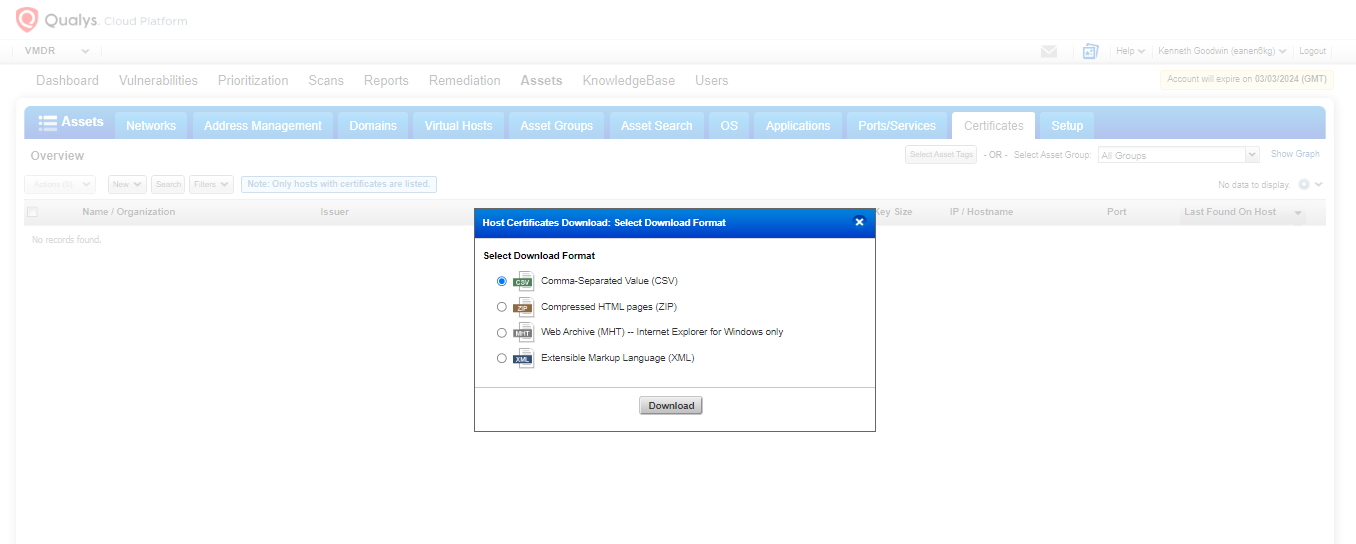 Qualys. Cloud Platform
VMDR
Help
Kenneth Goodwin (eanen6kg)
Logout
Dashboard Vulnerabilities Prioritization Scans Reports Remediation Assets KnowledgeBase Users
Account will expire on 03/03/2024 (GMT)
Assets Networks Address Management Domains Virtual Hosts Asset Groups Asset Search OS Applications Ports/Services Certificates Setup
Overview
Select Asset Tags - OR - Select Asset Group: All Groups Show Graph
Actions (0) New Search Filters Note: Only hosts with certificates are listed. No data to display.
Name / Organization Issuer Key Size IP / Hostname Port Last Found On Host
No records found.
Host Certificates Download: Select Download Format
Select Download Format
CSV Comma-Separated Value (CSV)
ZIP Compressed HTML pages (ZIP)
MHT Web Archive (MHT) -- Internet Explorer for Windows only
XML Extensible Markup Language (XML)
Download